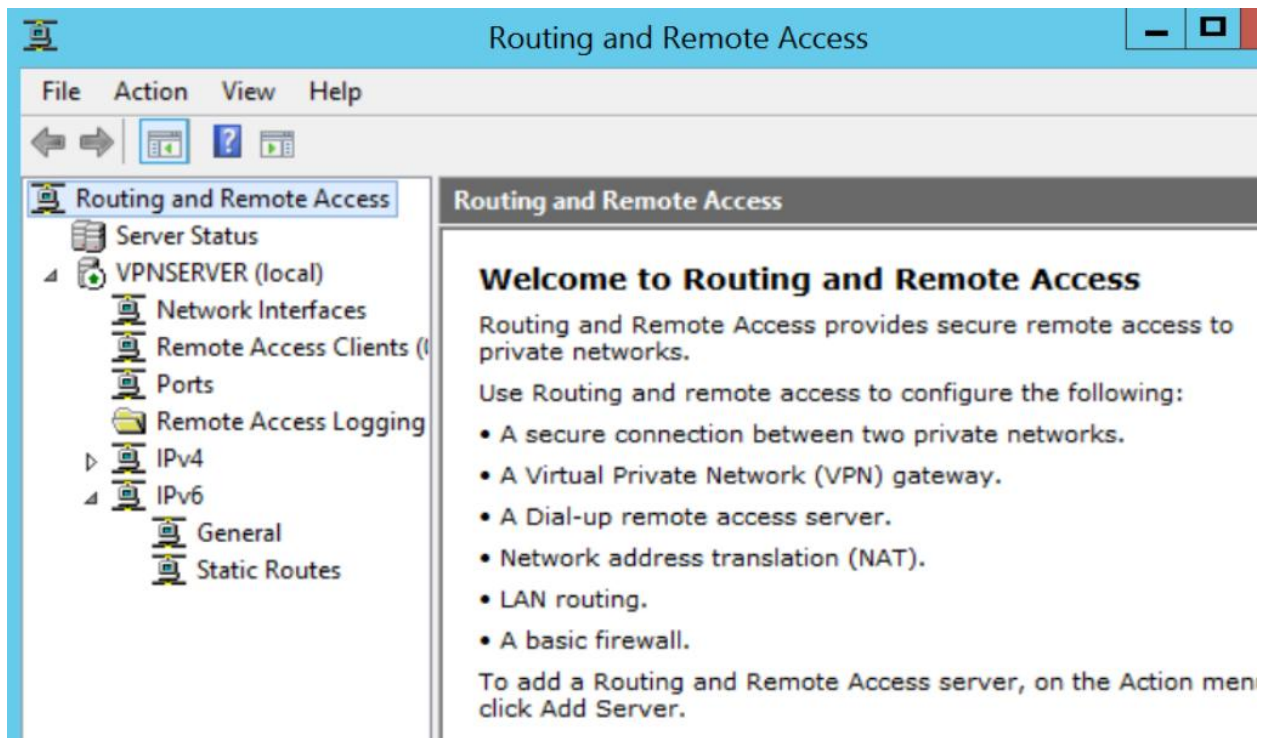 Routing and Remote Access
File Action View Help
Routing and Remote Access
Server Status
VPNSERVER (local)
Network Interfaces
Remote Access Clients (
Ports
Remote Access Logging
IPv4
IPv6
General
Static Routes
Routing and Remote Access
Welcome to Routing and Remote Access
Routing and Remote Access provides secure remote access to
private networks.
Use Routing and remote access to configure the following:
• A secure connection between two private networks.
• A Virtual Private Network (VPN) gateway.
• A Dial-up remote access server.
• Network address translation (NAT).
• LAN routing.
• A basic firewall.
To add a Routing and Remote Access server, on the Action men
click Add Server.